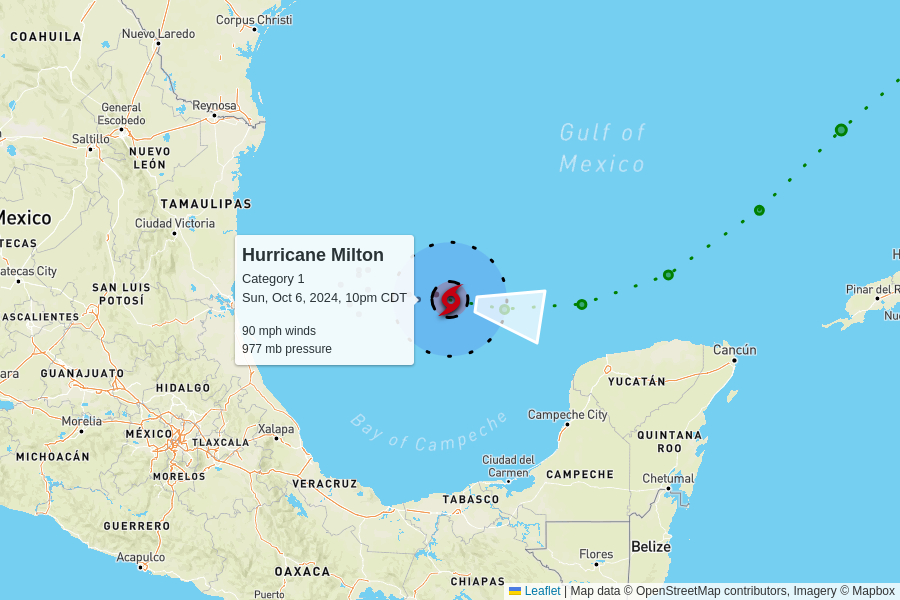 Corpus Christi
COAHUILA
Nuevo Laredo
General
Escobedo
Reynosa
Saltillo
NUEVO
LEÓN
Gulf of
Mexico
TAMAULIPAS
Mexico
Ciudad Victoria
TECAS
atecas City
SAN LUIS
POTOSÍ
ASCALIENTES
Hurricane Milton
Category 1
Sun, Oct 6, 2024, 10pm CDT
90 mph winds
977 mb pressure
H
Pinar del R
Nu
Cancún
ara
GUANAJUATO
HIDALGO
YUCATÁN
Morelia
MÉXICO
TLAXCALA
Xalapa
Bay of Campeche
Campeche City
QUINTANA
ROO
MICHOACÁN
MORELOS
VERACRUZ
Ciudad del
Carmen
CAMPECHE
Chetumal
TABASCO
GUERRERO
Acapulco
OAXACA
Puerto
CHIAPAS
Flores
Belize
Leaflet | Map data © OpenStreetMap contributors, Imagery © Mapbox